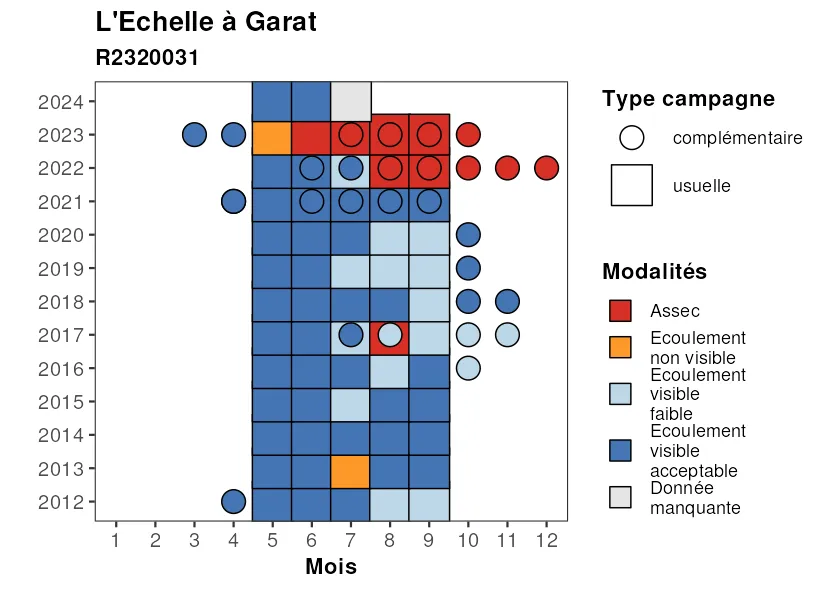 L'Echelle à Garat
R2320031
2024
2023
2022
2021
2020
2019
2018
2017
2016
2015
2014
2013
2012
1 2 3 4 5 6 7 8 9 10 11 12
Mois
Type campagne
complémentaire
usuelle
Modalités
Assec
Ecoulement
non visible
Ecoulement
visible
faible
Ecoulement
visible
acceptable
Donnée
manquante